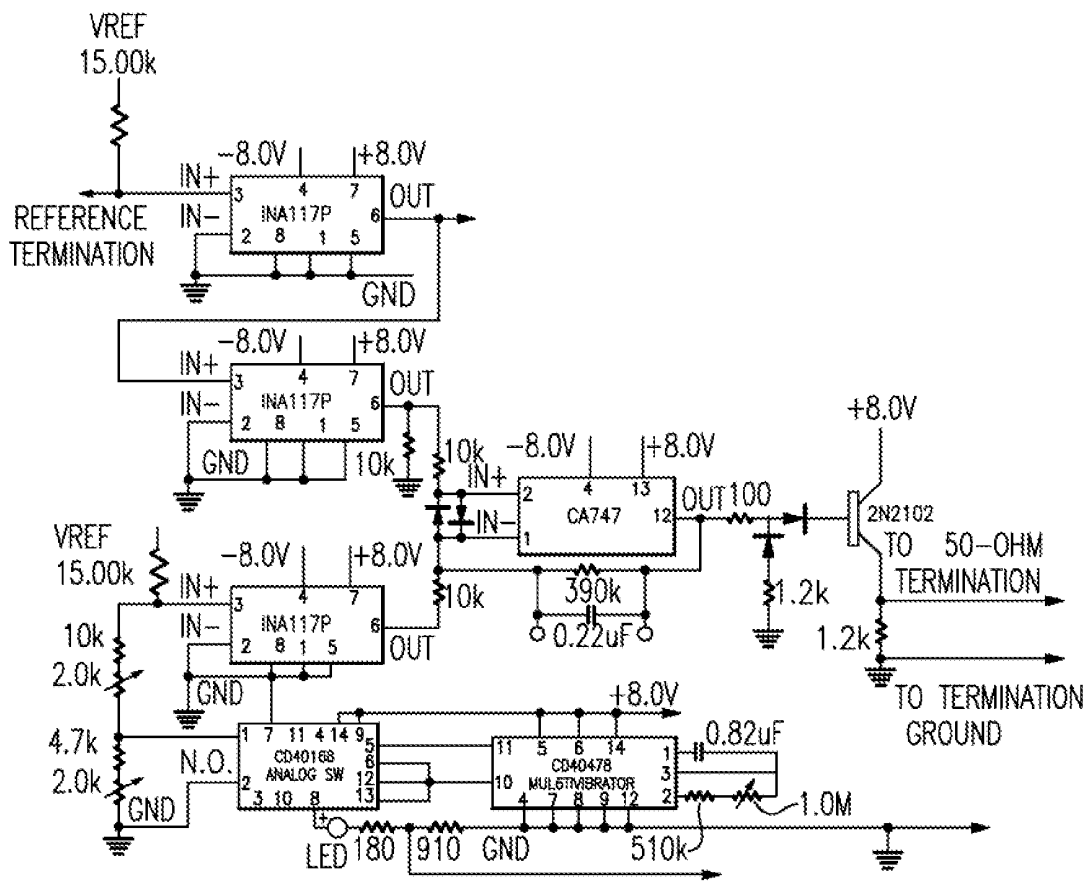 VREF
15.00k
-8.0V +8.0V
IN+ 4 7 OUT
3
INA117P
6
IN-
2 8 1 5
REFERENCE
TERMINATION
GND
-8.0V +8.0V
IN+ 4 7 OUT
3
INA117P
6
IN-
2 8 1 5
GND
10k
10k
-8.0V +8.0V
IN+ 4 13 OUT
2
CA747
12
IN-
1
100
+8.0V
2N2102
TO 50-OHM
TERMINATION
1.2k
1.2k
TO TERMINATION
GROUND
390k
0.22uF
10k
VREF
15.00k
-8.0V +8.0V
IN+ 4 7
3
INA117P
6
IN-
2 8 1 5
OUT
GND
10k
2.0k
4.7k
2.0k
N.O.
GND
7 11 4 14 9
1
CD40168
ANALOG SW
5
6
12
13
2
3 10 8
+8.0V
11 5 6 14
CD40478
MUL6TIVIBRATOR
10
1
3
2
4 7 8 9 12
0.82uF
1.0M
510k
+
LED
180 910
GND